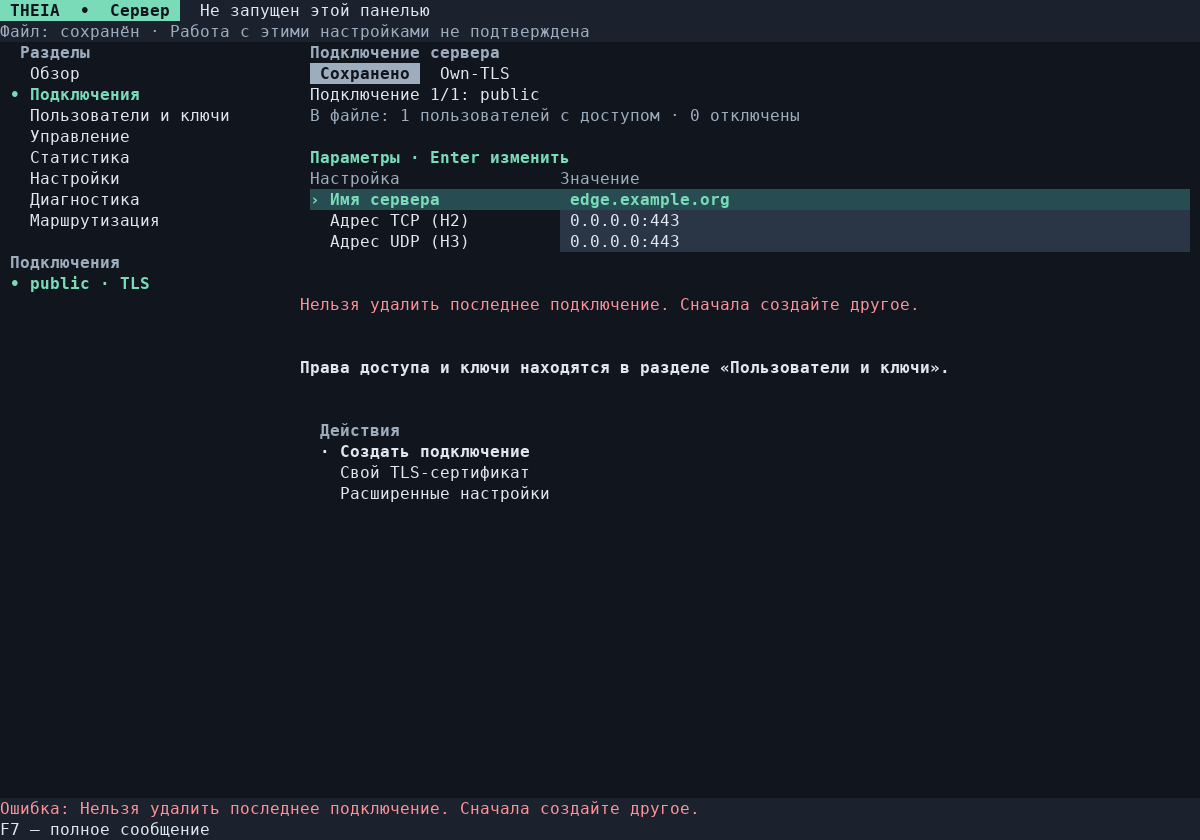 THEIA • Сервер Не запущен этой панелью
Файл: сохранён · Работа с этими настройками не подтверждена
Разделы
Обзор
• Подключения
Пользователи и ключи
Управление
Статистика
Настройки
Диагностика
Маршрутизация
Подключения
• public · TLS
Подключение сервера
Сохранено Own-TLS
Подключение 1/1: public
В файле: 1 пользователей с доступом · 0 отключены
Параметры · Enter изменить
Настройка Значение
› Имя сервера edge.example.org
Адрес TCP (H2) 0.0.0.0:443
Адрес UDP (H3) 0.0.0.0:443
Нельзя удалить последнее подключение. Сначала создайте другое.
Права доступа и ключи находятся в разделе «Пользователи и ключи».
Действия
· Создать подключение
Свой TLS-сертификат
Расширенные настройки
Ошибка: Нельзя удалить последнее подключение. Сначала создайте другое.
F7 — полное сообщение